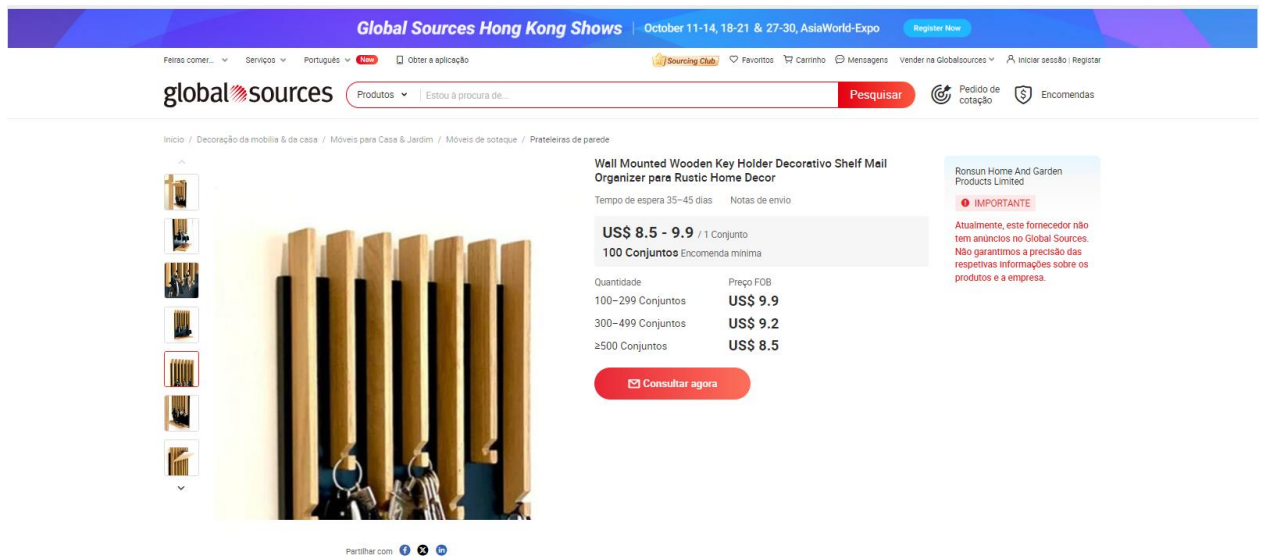 Global Sources Hong Kong Shows | October 11-14, 18-21 & 27-30, AsiaWorld-Expo Register Now
Feiras comer... Serviços Português New Obter a aplicação Sourcing Club Favoritos Carrinho Mensagens Vender na Globalsources Iniciar sessão | Registar
global sources Produtos Estou à procura de... Pesquisar Pedido de cotação Encomendas
Inicio / Decoração da mobília & da casa / Móveis para Casa & Jardim / Móveis de sotaque / Prateleiras de parede
Wall Mounted Wooden Key Holder Decorativo Shelf Mail
Organizer para Rustic Home Decor
Tempo de espera 35-45 dias Notas de envio
US$ 8.5 - 9.9 / 1 Conjunto
100 Conjuntos Encomenda mínima
Quantidade Preço FOB
100-299 Conjuntos US$ 9.9
300-499 Conjuntos US$ 9.2
≥500 Conjuntos US$ 8.5
Consultar agora
Ronsun Home And Garden
Products Limited
IMPORTANTE
Atualmente, este fornecedor não
tem anúncios no Global Sources.
Não garantimos a precisão das
respetivas informações sobre os
produtos e a empresa.
Partilhar com